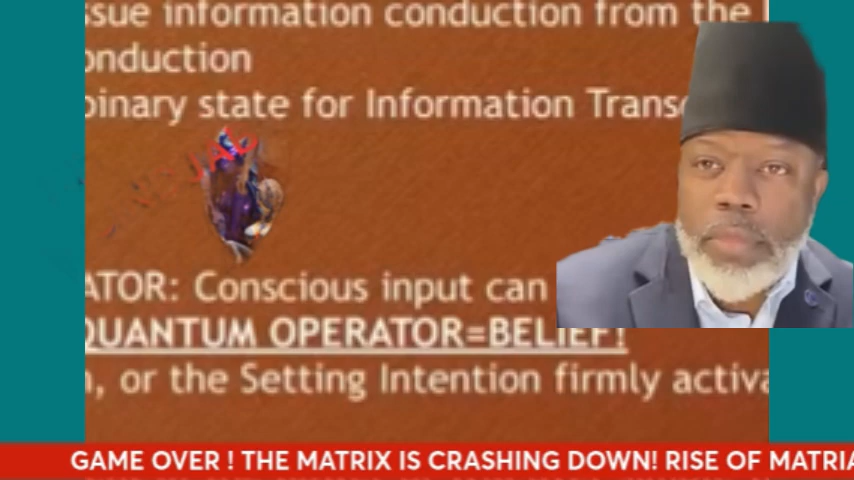 ssue information conduction from the
onduction
binary state for Information Trans
ATOR: Conscious input can
QUANTUM OPERATOR=BELIEF!
n, or the Setting Intention firmly activa
GAME OVER ! THE MATRIX IS CRASHING DOWN! RISE OF MATRIA